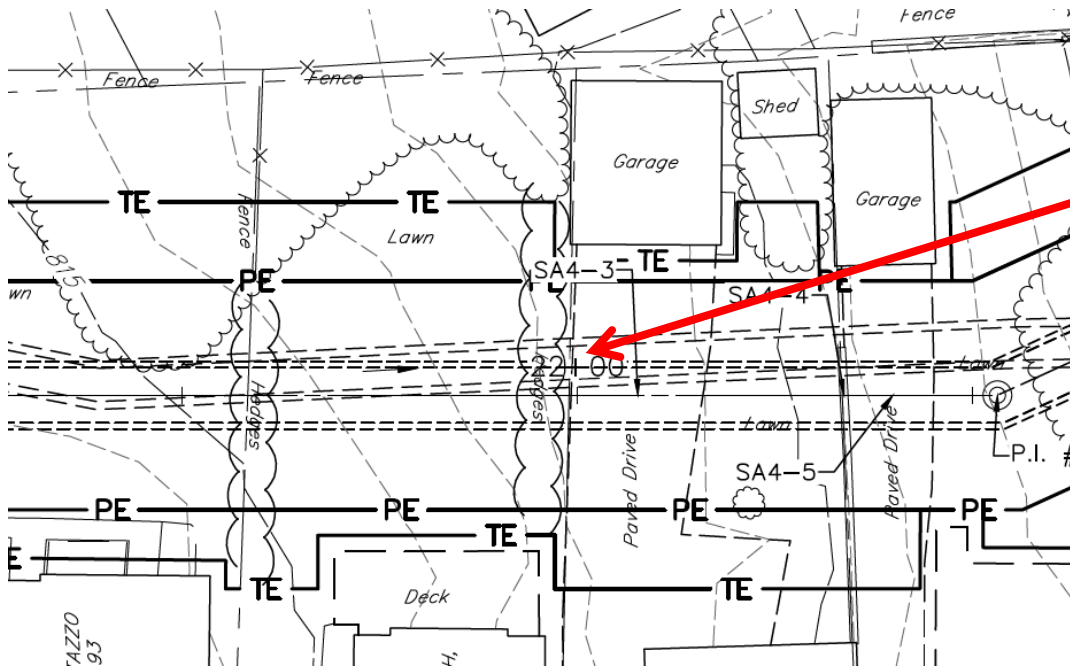 Fence
Fence
Fence
Shed
Garage
Garage
TE
TE
Fence
Lawn
TE
815
PE
SA4-3
PE
SA4-4
wn
Lawn
2+00
Hedges
Hedges
Lawn
Paved Drive
Paved Drive
P.I. #
SA4-5
PE
PE
PE
PE
TE
E
TE
TE
Deck
TAZZO
93
H,